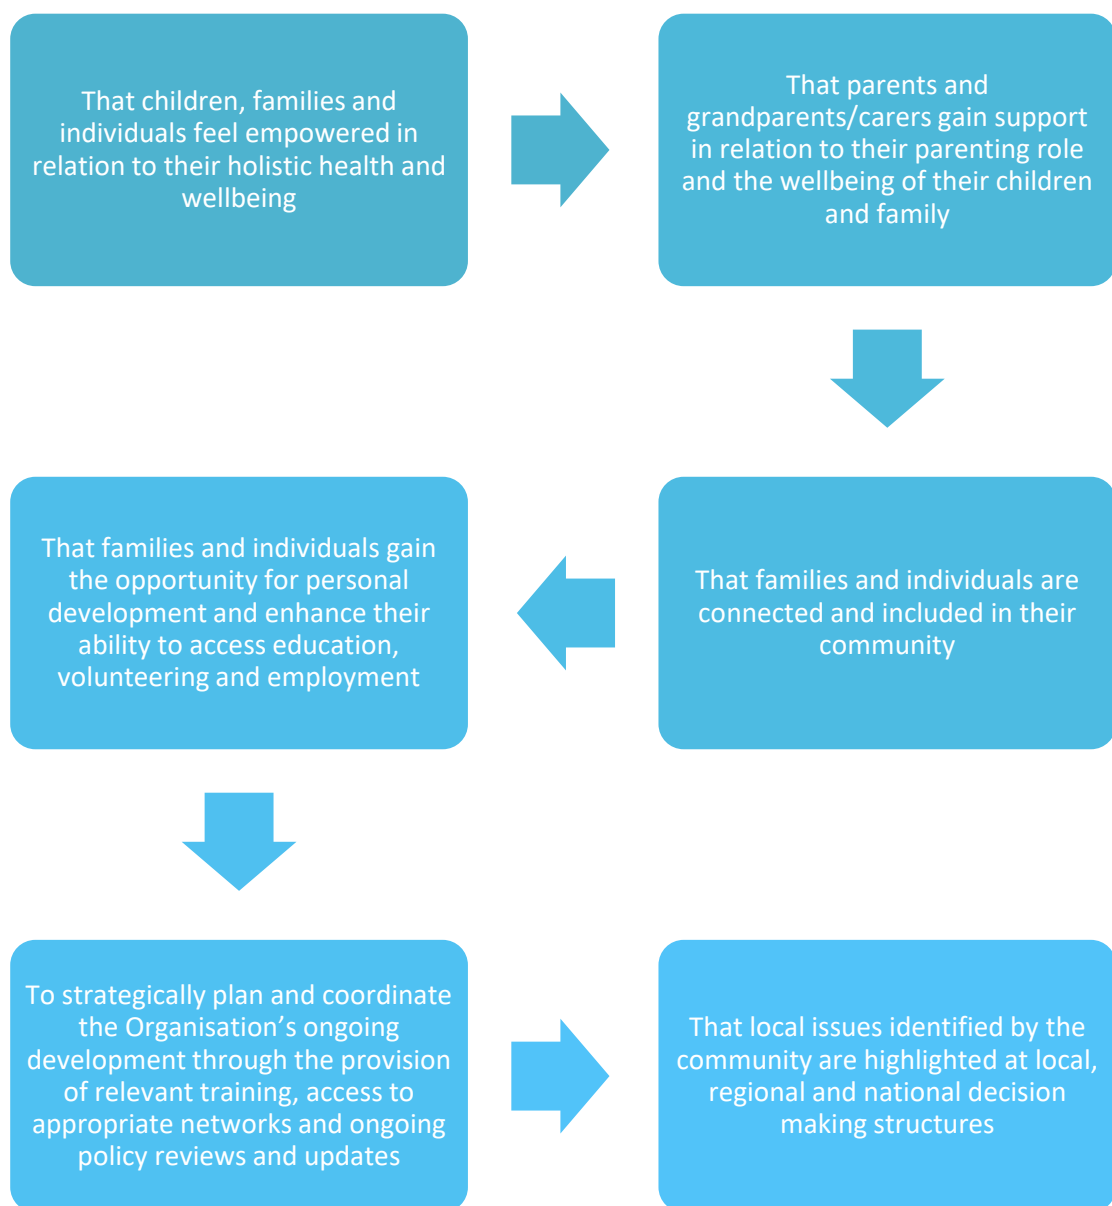 That children, families and
individuals feel empowered in
relation to their holistic health and
wellbeing
That parents and
grandparents/carers gain support
in relation to their parenting role
and the wellbeing of their children
and family
That families and individuals are
connected and included in their
community
That families and individuals gain
the opportunity for personal
development and enhance their
ability to access education,
volunteering and employment
To strategically plan and coordinate
the Organisation’s ongoing
development through the provision
of relevant training, access to
appropriate networks and ongoing
policy reviews and updates
That local issues identified by the
community are highlighted at local,
regional and national decision
making structures